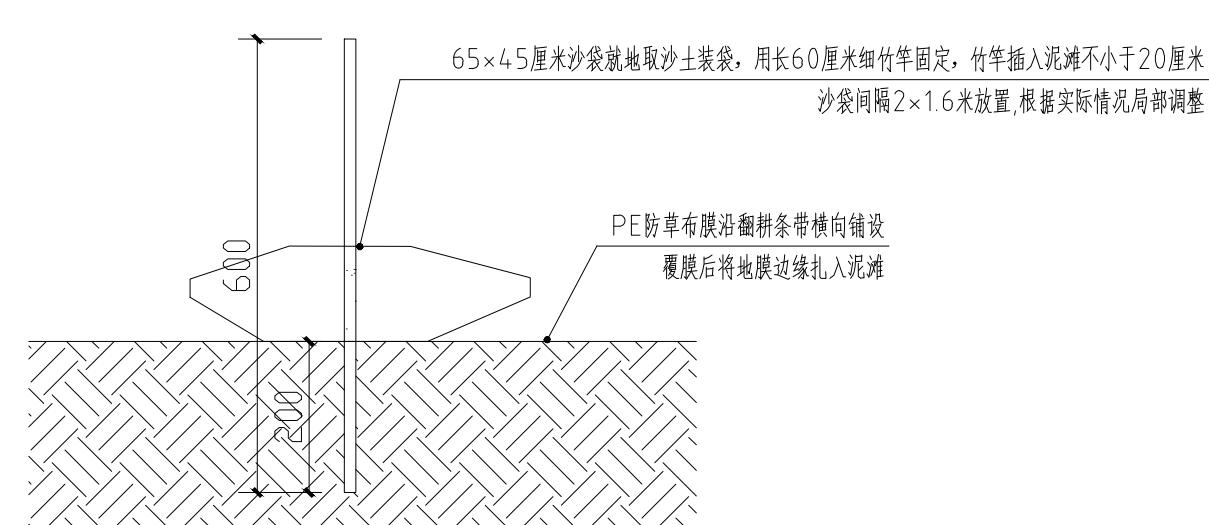 65×45厘米沙袋就地取沙土装袋，用长60厘米细竹竿固定，竹竿插入泥滩不小于20厘米
沙袋间隔2×1.6米放置,根据实际情况局部调整
PE防草布膜沿翻耕条带横向铺设
覆膜后将地膜边缘扎入泥滩
600
200